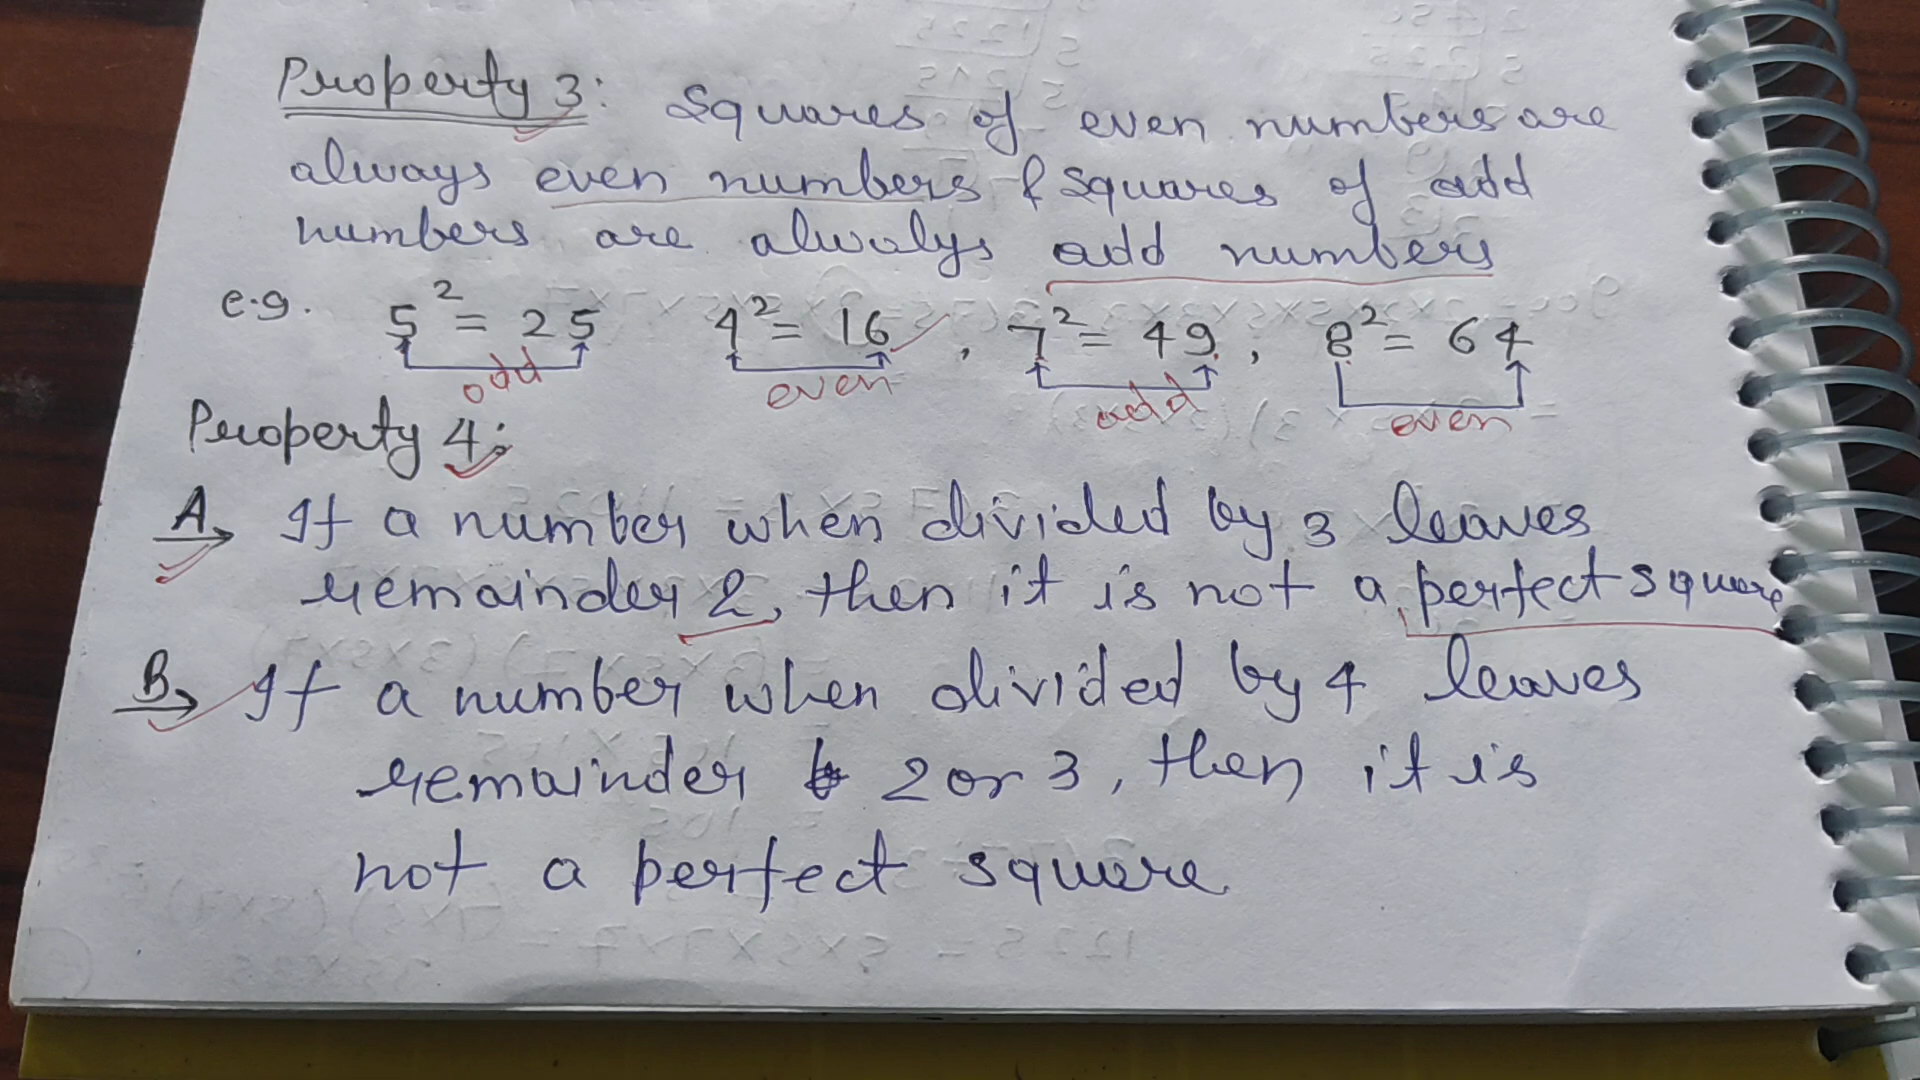 Property 3: Squares of even numbers are
always even numbers & squares of odd
numbers are alwalys odd numbers
e.g. 5² = 25 4² = 16 , 7² = 49 , 8² = 64
odd even odd even
Property 4:
A→ If a number when divided by 3 leaves
remainder 2, then it is not a perfect square
B→ If a number when divided by 4 leaves
remainder 2 or 3, then it is
not a perfect square